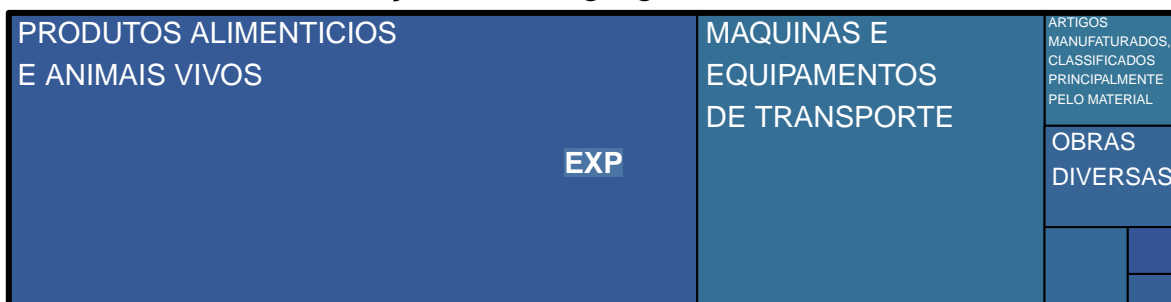 PRODUTOS ALIMENTICIOS
E ANIMAIS VIVOS
MAQUINAS E
EQUIPAMENTOS
DE TRANSPORTE
ARTIGOS
MANUFATURADOS,
CLASSIFICADOS
PRINCIPALMENTE
PELO MATERIAL
OBRAS
DIVERSAS
EXP